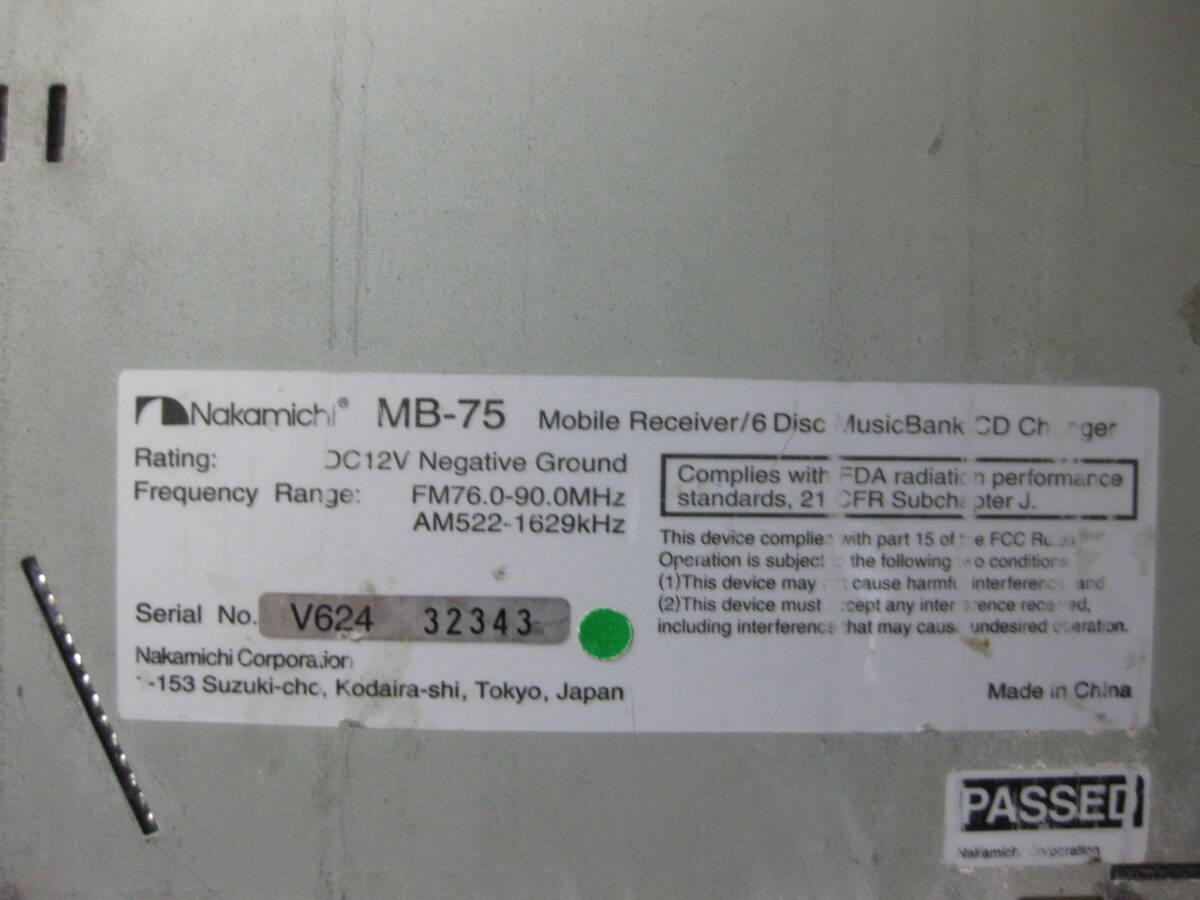 Nakamichi® MB-75 Mobile Receiver/6 Disc MusicBank CD Changer
Rating: DC12V Negative Ground
Frequency Range: FM76.0-90.0MHz
AM522-1629kHz
Serial No. V624 32343
Nakamichi Corporation
-153 Suzuki-cho, Kodaira-shi, Tokyo, Japan
Complies with FDA radiation performance
standards, 21 CFR Subchapter J.
This device complies with part 15 of the FCC Rules
Operation is subject to the following two conditions
(1)This device may not cause harmful interference, and
(2)This device must accept any interference received,
including interference that may cause undesired operation.
Made in China
PASSED
Nakamichi Corporation